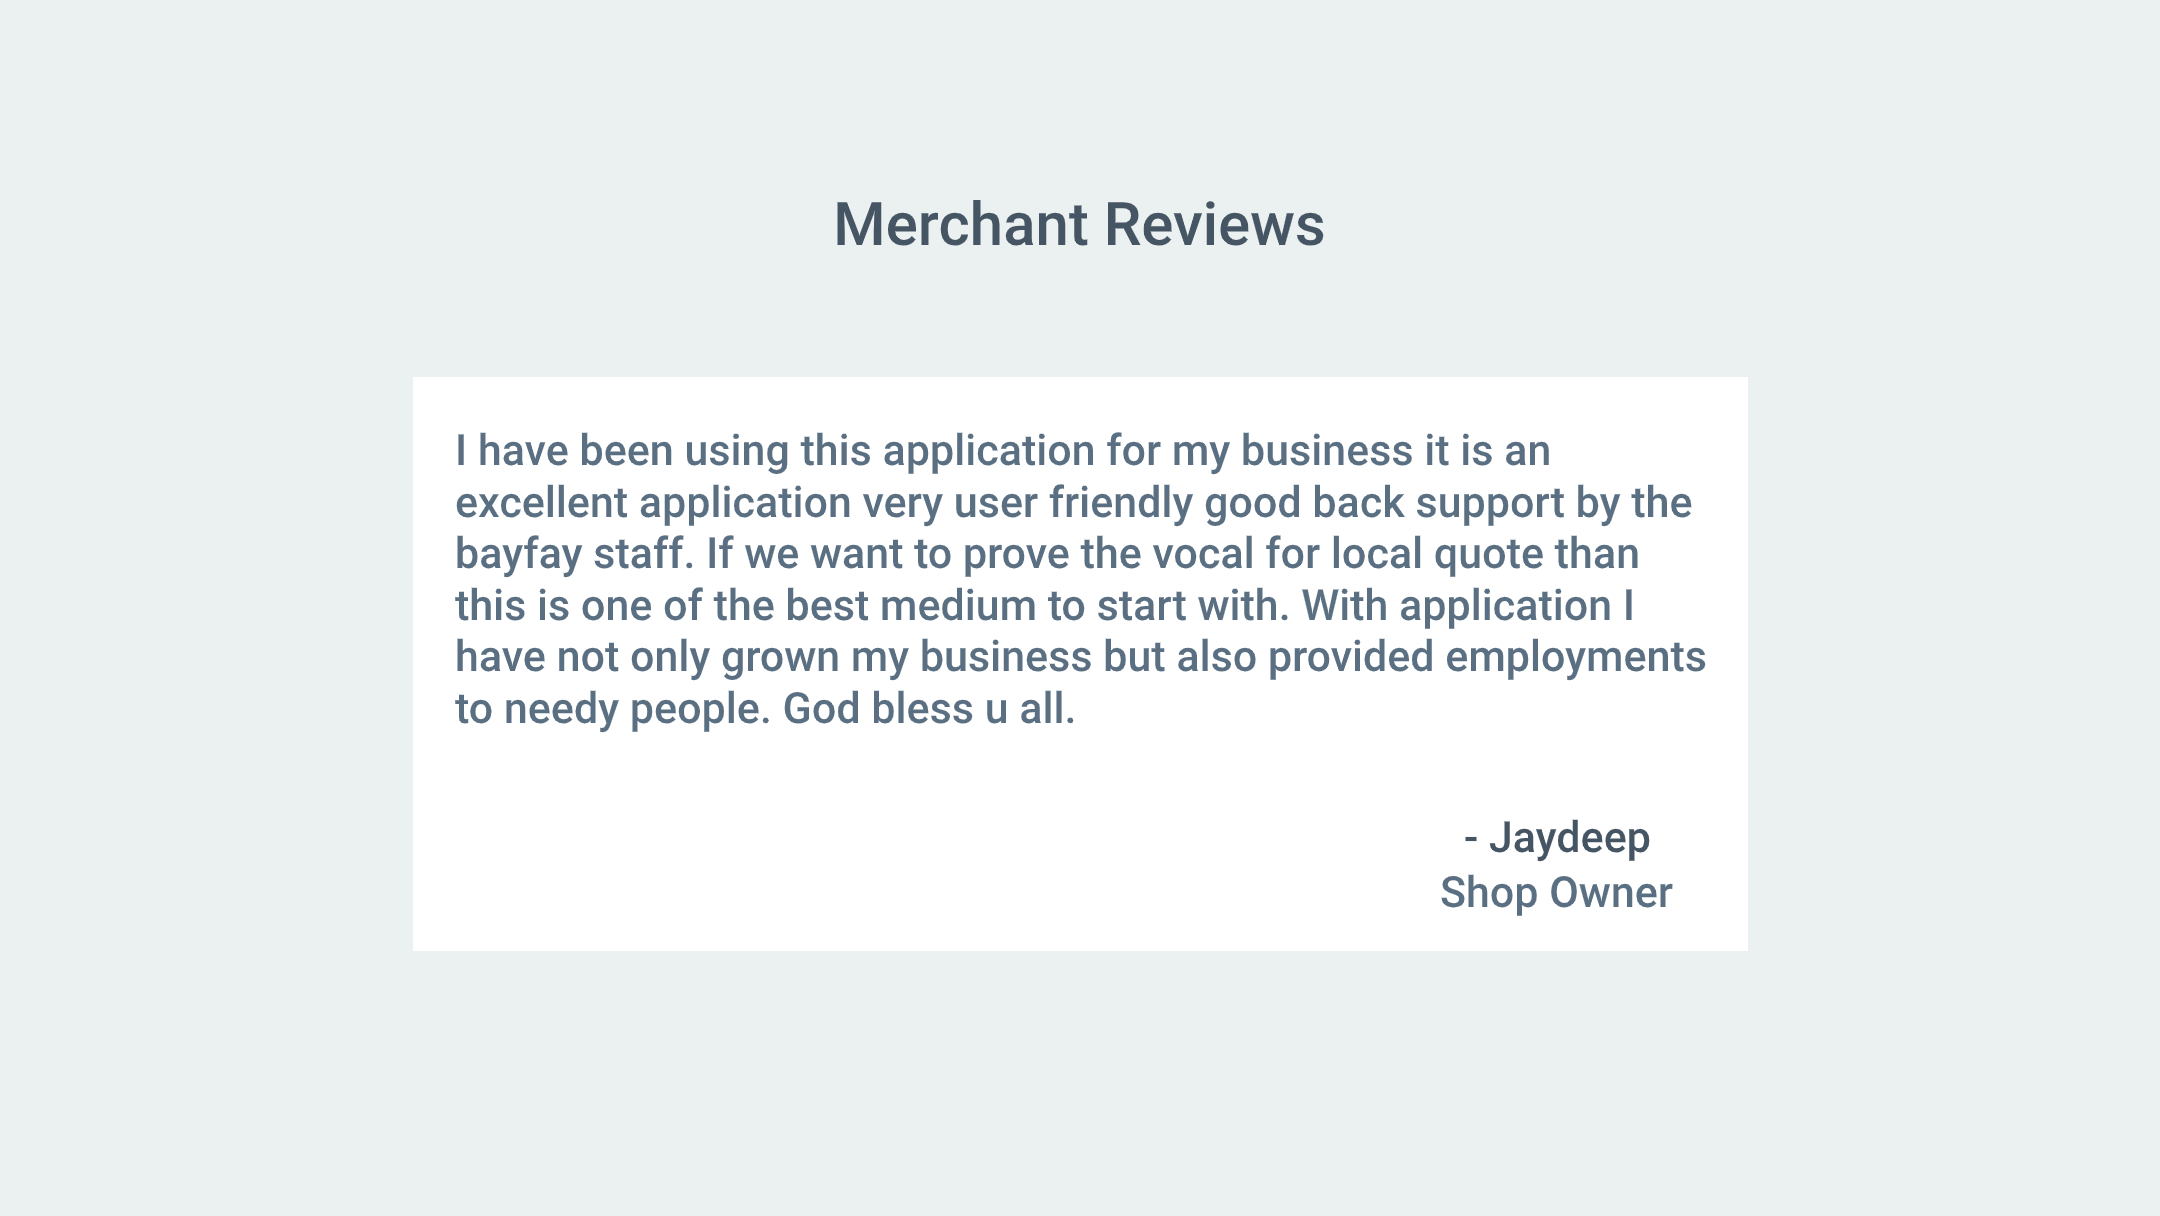 Merchant Reviews
I have been using this application for my business it is an
excellent application very user friendly good back support by the
bayfay staff. If we want to prove the vocal for local quote than
this is one of the best medium to start with. With application I
have not only grown my business but also provided employments
to needy people. God bless u all.
- Jaydeep
Shop Owner